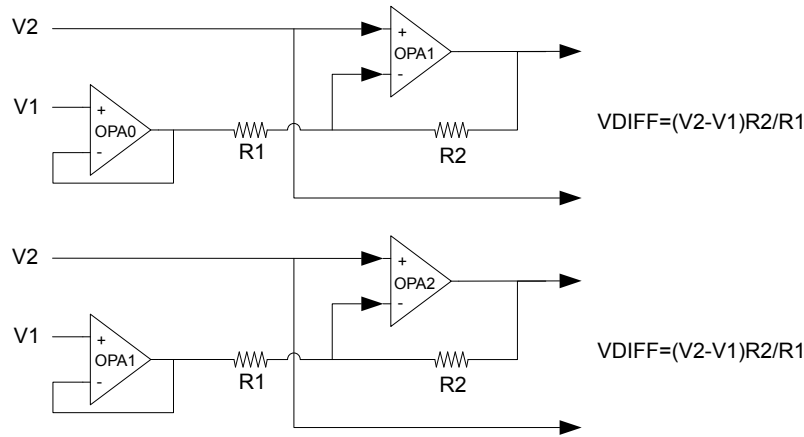 V2
+
OPA1
-
V1
+
OPA0
-
R1
R2
VDIFF=(V2-V1)R2/R1
V2
+
OPA2
-
V1
+
OPA1
-
R1
R2
VDIFF=(V2-V1)R2/R1